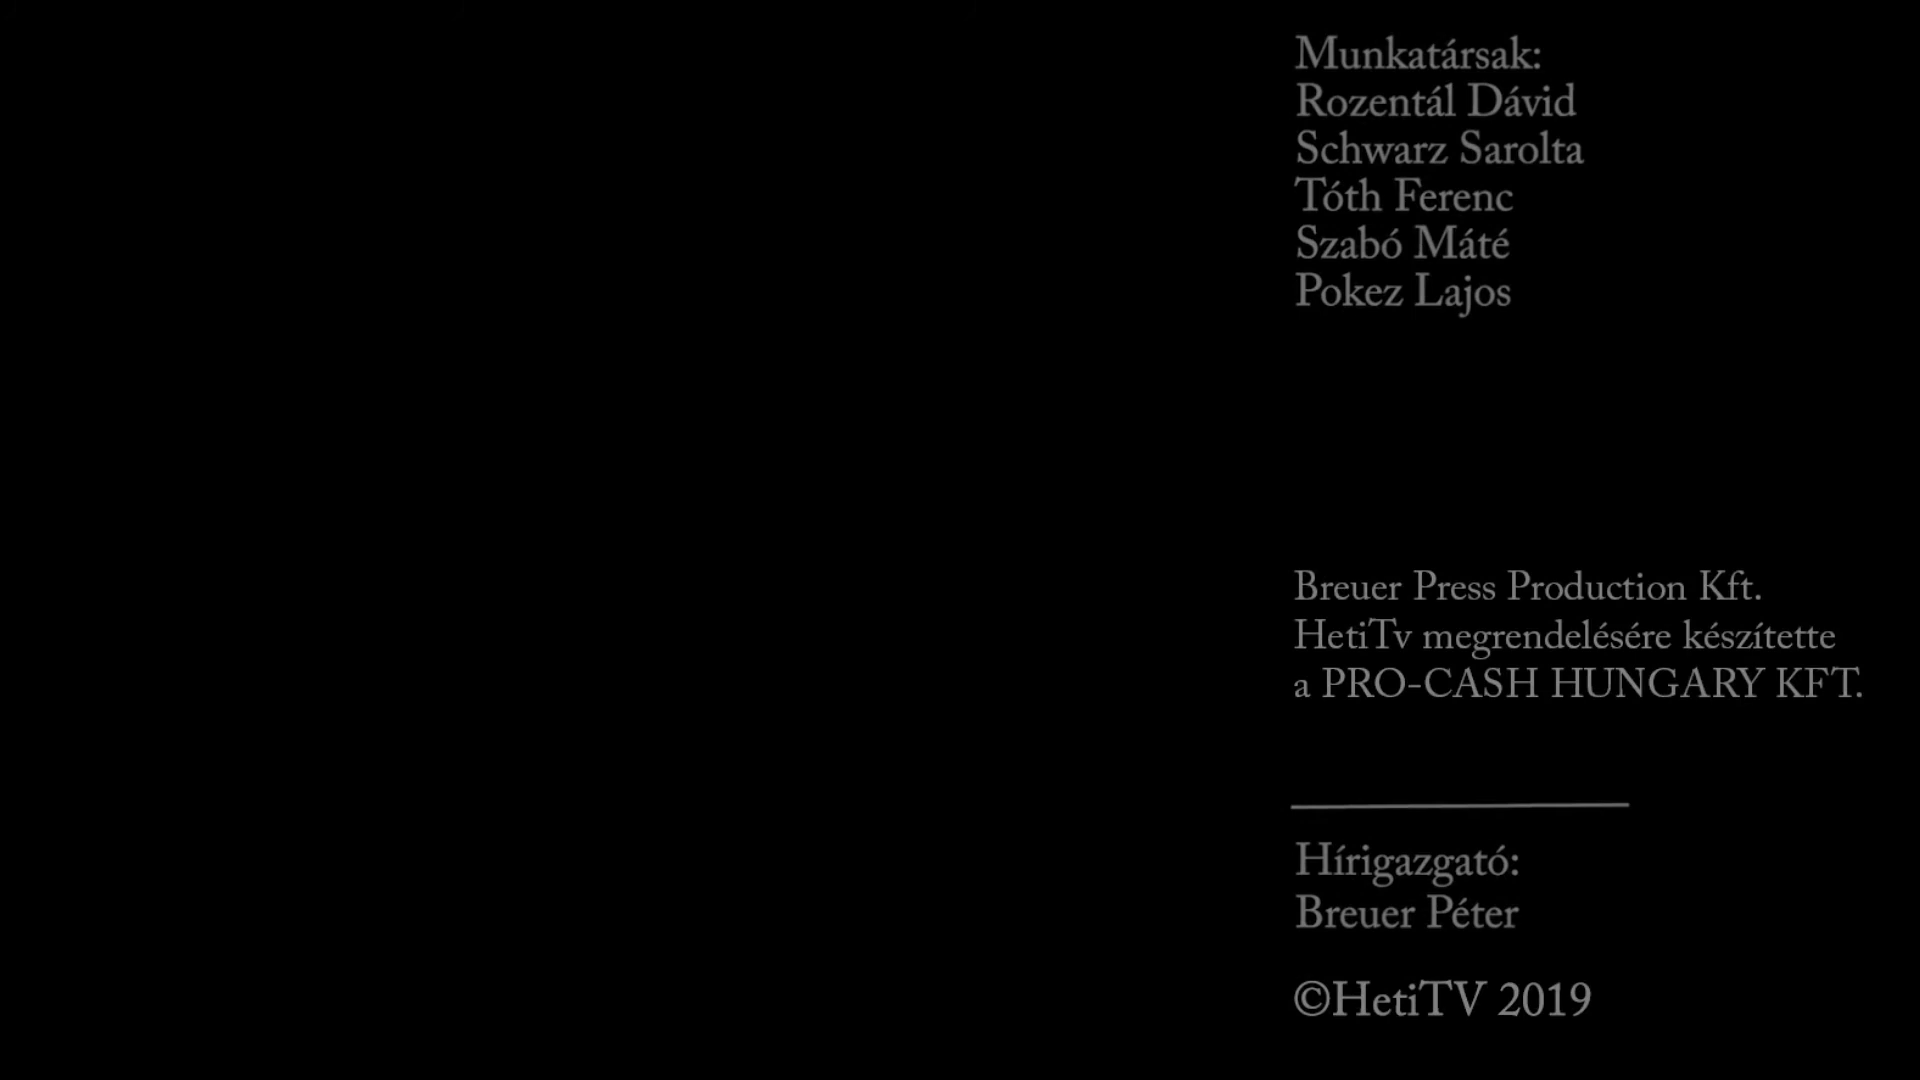 Munkatársak:
Rozentál Dávid
Schwarz Sarolta
Tóth Ferenc
Szabó Máté
Pokez Lajos
Breuer Press Production Kft.
HetiTv megrendelésére készítette
a PRO-CASH HUNGARY KFT.
Hírigazgató:
Breuer Péter
©HetiTV 2019